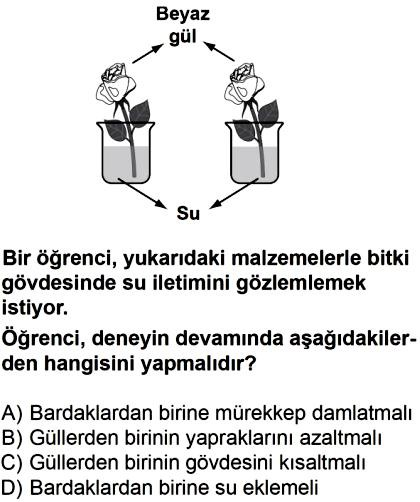 Beyaz
gül
Su
Bir öğrenci, yukarıdaki malzemelerle bitki
gövdesinde su iletimini gözlemlemek
istiyor.
Öğrenci, deneyin devamında aşağıdakiler-
den hangisini yapmalıdır?
A) Bardaklardan birine mürekkep damlatmalı
B) Güllerden birinin yapraklarını azaltmalı
C) Güllerden birinin gövdesini kısaltmalı
D) Bardaklardan birine su eklemeli